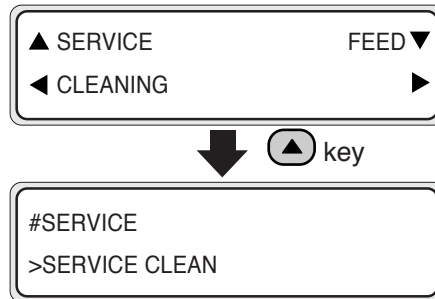 ▲ SERVICE FEED▼
◄ CLEANING ►
▲ key
#SERVICE
>SERVICE CLEAN